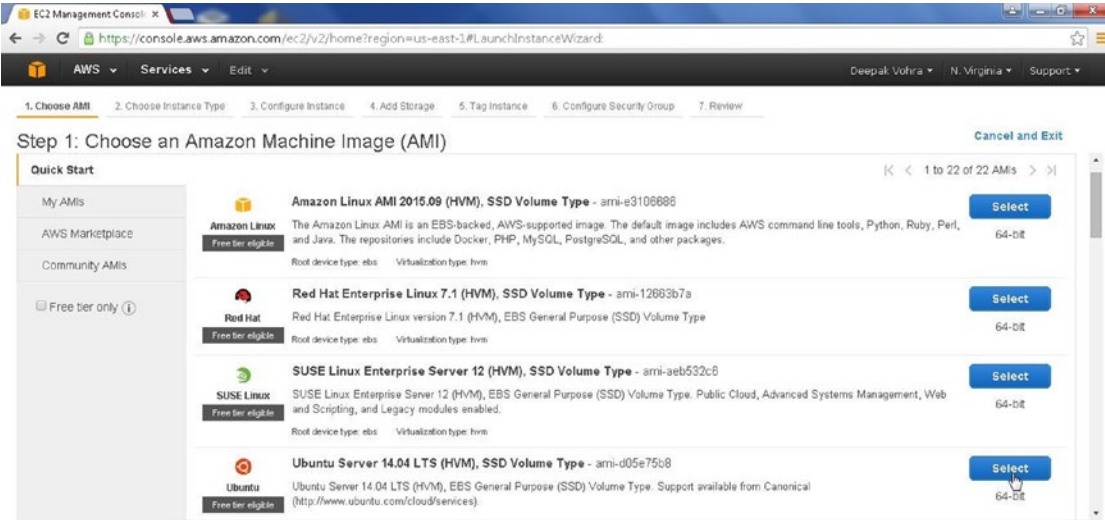 EC2 Management Consol
https://console.aws.amazon.com/ec2/v2/home?region=us-east-1#LaunchInstanceWizard:
AWS Services Edit Deepak Vohra N. Virginia Support
1. Choose AMI 2. Choose Instance Type 3. Configure Instance 4. Add Storage 5. Tag Instance 6. Configure Security Group 7. Review
Step 1: Choose an Amazon Machine Image (AMI)
Cancel and Exit
Quick Start
1 to 22 of 22 AMIs
My AMIs
AWS Marketplace
Community AMIs
Free tier only
Amazon Linux
Free tier eligible
Amazon Linux AMI 2015.09 (HVM), SSD Volume Type - ami-e3106686
The Amazon Linux AMI is an EBS-backed, AWS-supported image. The default image includes AWS command line tools, Python, Ruby, Perl,
and Java. The repositories include Docker, PHP, MySQL, PostgreSQL, and other packages.
Root device type: ebs Virtualization type: hvm
Select
64-bit
Red Hat
Free tier eligible
Red Hat Enterprise Linux 7.1 (HVM), SSD Volume Type - ami-12663b7a
Red Hat Enterprise Linux version 7.1 (HVM), EBS General Purpose (SSD) Volume Type
Root device type: ebs Virtualization type: hvm
Select
64-bit
SUSE Linux
Free tier eligible
SUSE Linux Enterprise Server 12 (HVM), SSD Volume Type - ami-aeb532c6
SUSE Linux Enterprise Server 12 (HVM), EBS General Purpose (SSD) Volume Type. Public Cloud, Advanced Systems Management, Web
and Scripting, and Legacy modules enabled.
Root device type: ebs Virtualization type: hvm
Select
64-bit
Ubuntu
Free tier eligible
Ubuntu Server 14.04 LTS (HVM), SSD Volume Type - ami-d05e75b8
Ubuntu Server 14.04 LTS (HVM), EBS General Purpose (SSD) Volume Type. Support available from Canonical
(http://www.ubuntu.com/cloud/services).
Select
64-bit